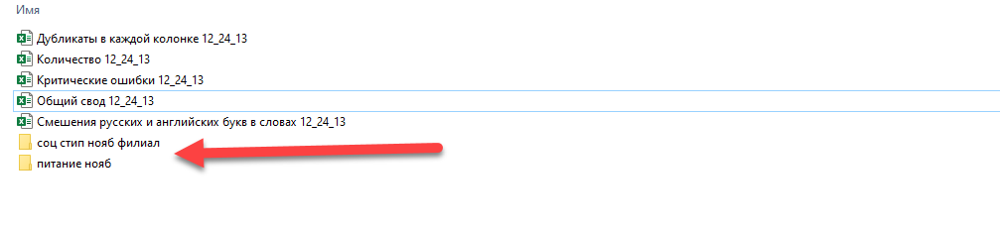 Имя
Дубликаты в каждой колонке 12_24_13
Количество 12_24_13
Критические ошибки 12_24_13
Общий свод 12_24_13
Смешения русских и английских букв в словах 12_24_13
соц стип нояб филиал
питание нояб